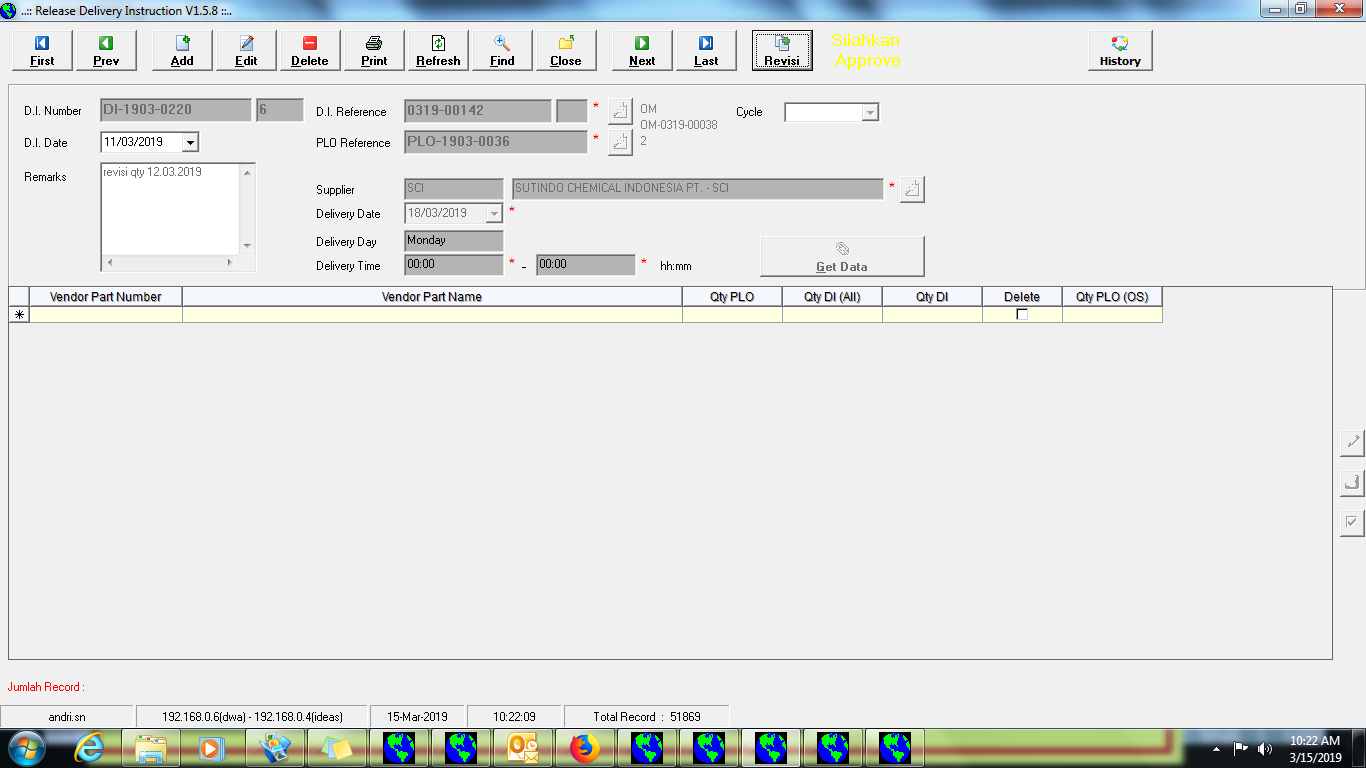 ..:: Release Delivery Instruction V1.5.8 ::..
First Prev Add Edit Delete Print Refresh Find Close Next Last Revisi Silahkan Approve History
D.I. Number DI-1903-0220 6 D.I. Reference 0319-00142 * OM Cycle
OM-0319-00038
D.I. Date 11/03/2019 PLO Reference PLO-1903-0036 * 2
Remarks revisi qty 12.03.2019
Supplier SCI SUTINDO CHEMICAL INDONESIA PT. - SCI *
Delivery Date 18/03/2019 *
Delivery Day Monday
Delivery Time 00:00 * - 00:00 * hh:mm Get Data
Vendor Part Number Vendor Part Name Qty PLO Qty DI (All) Qty DI Delete Qty PLO (OS)
Jumlah Record :
andri.sn 192.168.0.6(dwa) - 192.168.0.4(ideas) 15-Mar-2019 10:22:09 Total Record : 51869
10:22 AM
3/15/2019